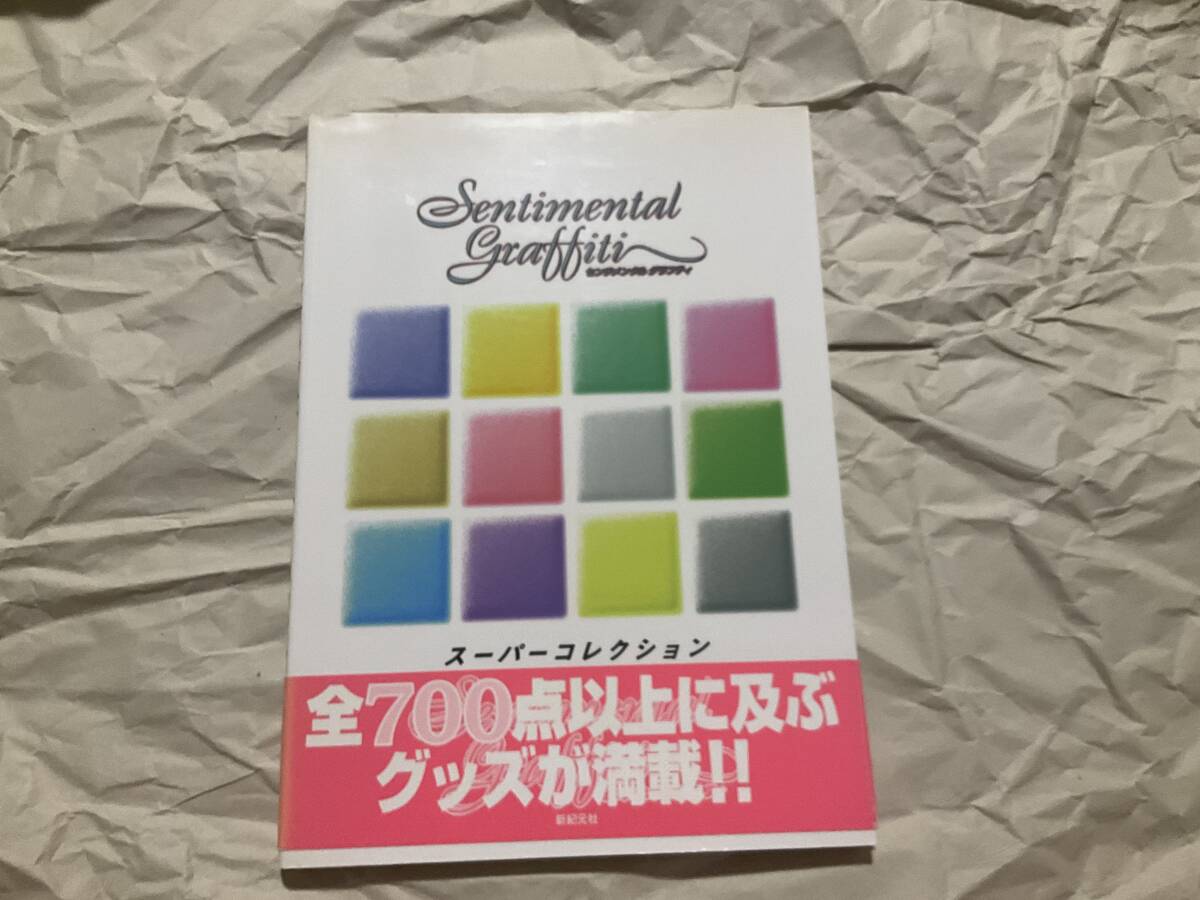 Sentimental
Graffiti
センチメンタル グラフティ
スーパーコレクション
全700点以上に及ぶ
グッズが満載!!
新紀元社